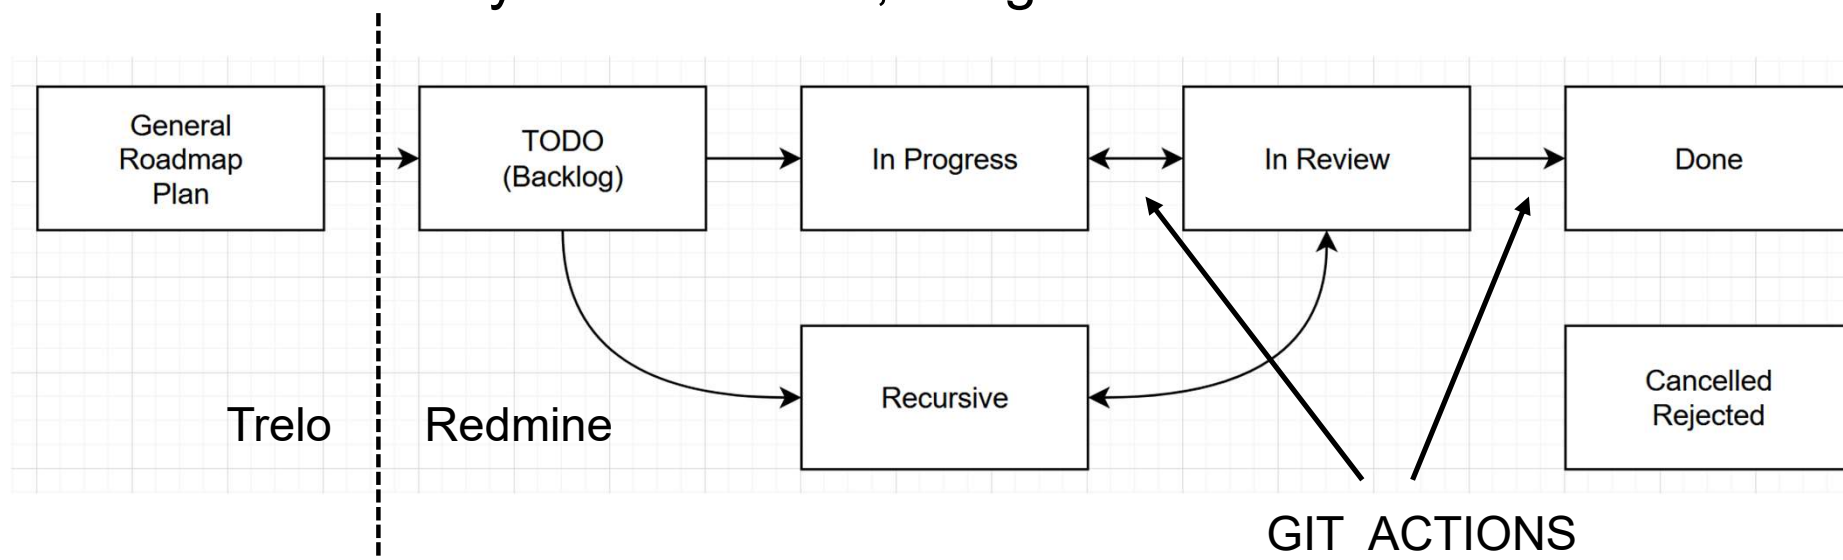 General
Roadmap
Plan
TODO
(Backlog)
In Progress
In Review
Done
Recursive
Cancelled
Rejected
Trelo
Redmine
GIT ACTIONS